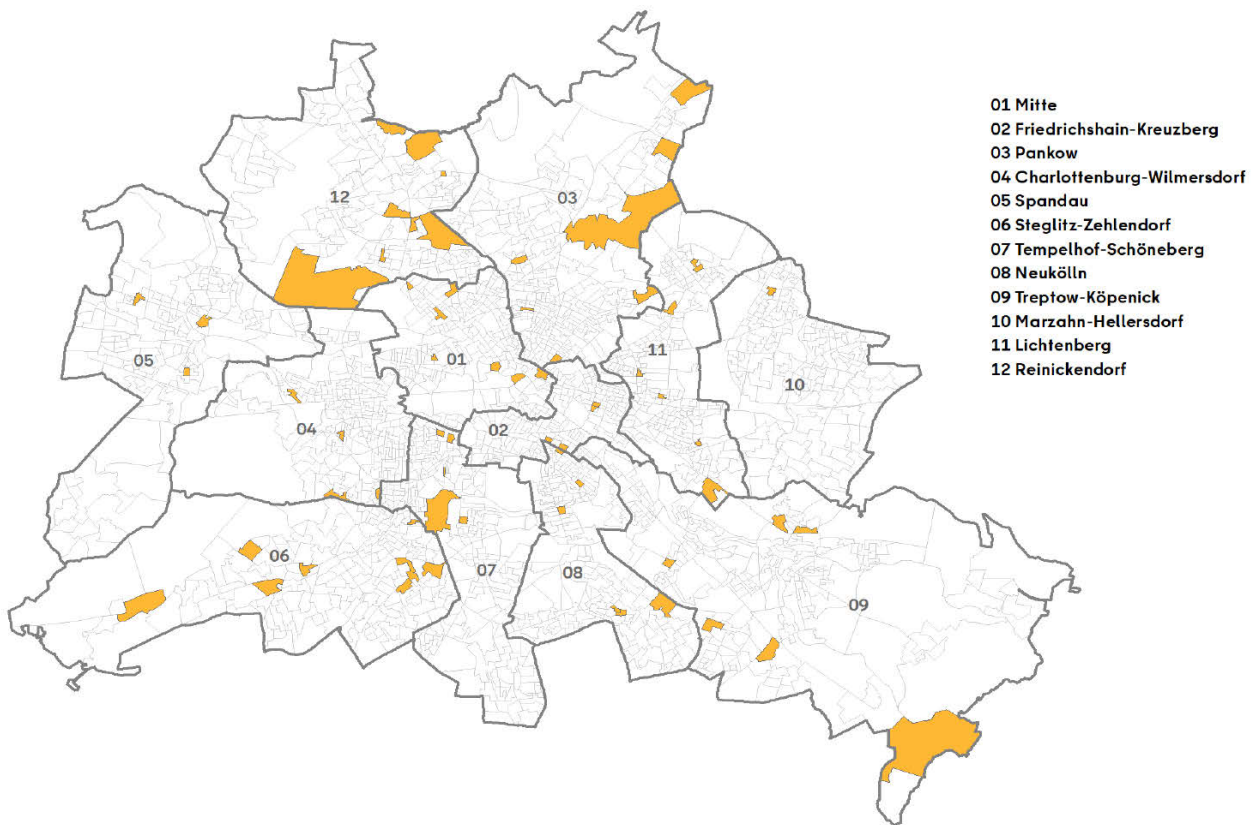 01 Mitte
02 Friedrichshain-Kreuzberg
03 Pankow
04 Charlottenburg-Wilmersdorf
05 Spandau
06 Steglitz-Zehlendorf
07 Tempelhof-Schöneberg
08 Neukölln
09 Treptow-Köpenick
10 Marzahn-Hellersdorf
11 Lichtenberg
12 Reinickendorf
12
03
05
01
11
10
04
02
06
07
08
09